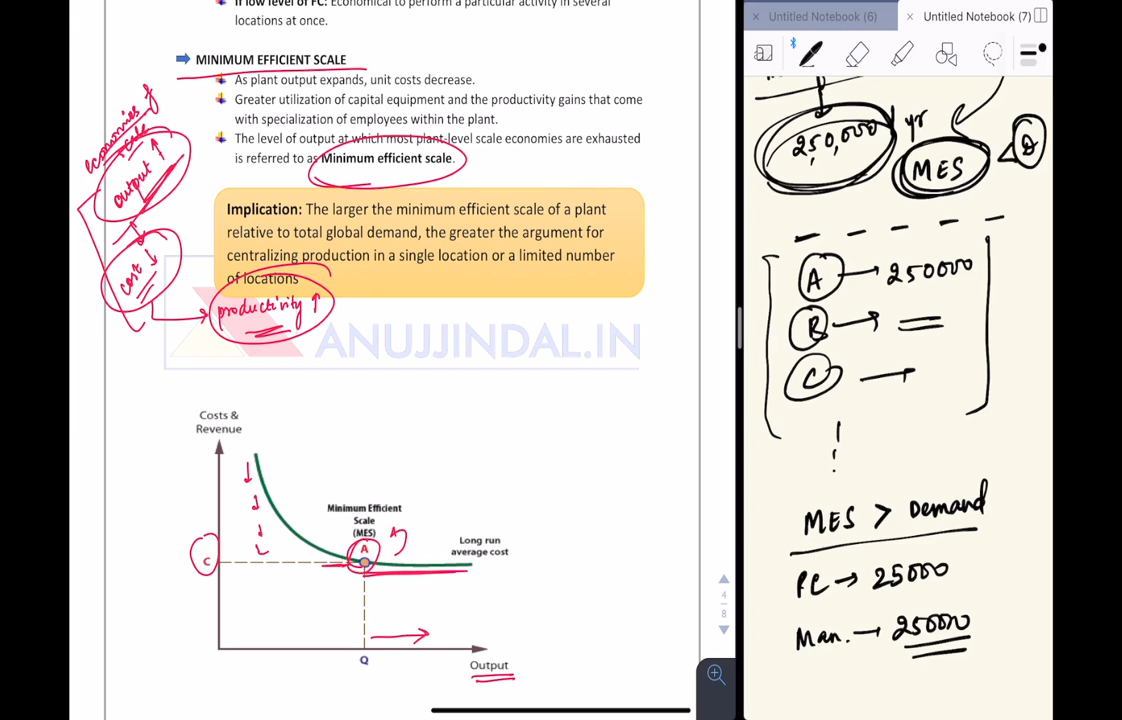 If low level of FC: Economical to perform a particular activity in several
locations at once.
MINIMUM EFFICIENT SCALE
As plant output expands, unit costs decrease.
Greater utilization of capital equipment and the productivity gains that come
with specialization of employees within the plant.
The level of output at which most plant-level scale economies are exhausted
is referred to as Minimum efficient scale.
economies of
scale
output ↑
cost ↓
Implication: The larger the minimum efficient scale of a plant
relative to total global demand, the greater the argument for
centralizing production in a single location or a limited number
of locations
productivity ↑
ANUJJINDAL.IN
Costs &
Revenue
Minimum Efficient
Scale
(MES)
A
A
Long run
average cost
C
Q
Output
4
8
Untitled Notebook (6)
Untitled Notebook (7)
250,000 yr
MES
A → 250000
B →
C →
MES > Demand
→ 25000
Man. → 25000